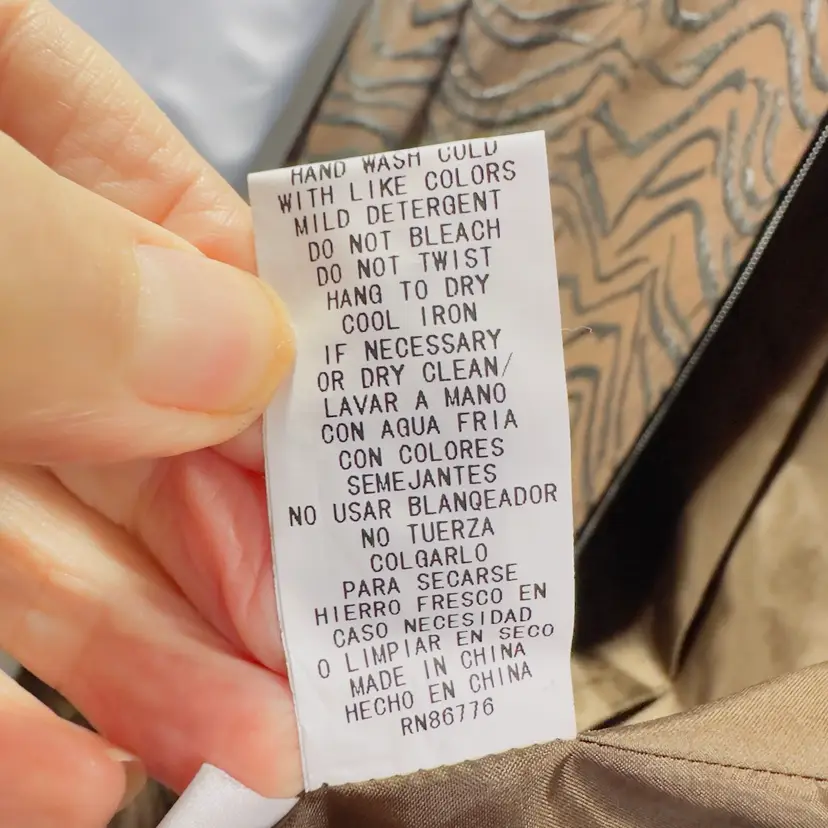 HAND WASH COLD
WITH LIKE COLORS
MILD DETERGENT
DO NOT BLEACH
DO NOT TWIST
HANG TO DRY
COOL IRON
IF NECESSARY
OR DRY CLEAN/
LAVAR A MANO
CON AGUA FRIA
CON COLORES
SEMEJANTES
NO USAR BLANQEADOR
NO TUERZA
COLGARLO
PARA SECARSE
HIERRO FRESCO EN
CASO NECESIDAD
O LIMPIAR EN SECO
MADE IN CHINA
HECHO EN CHINA
RN86776